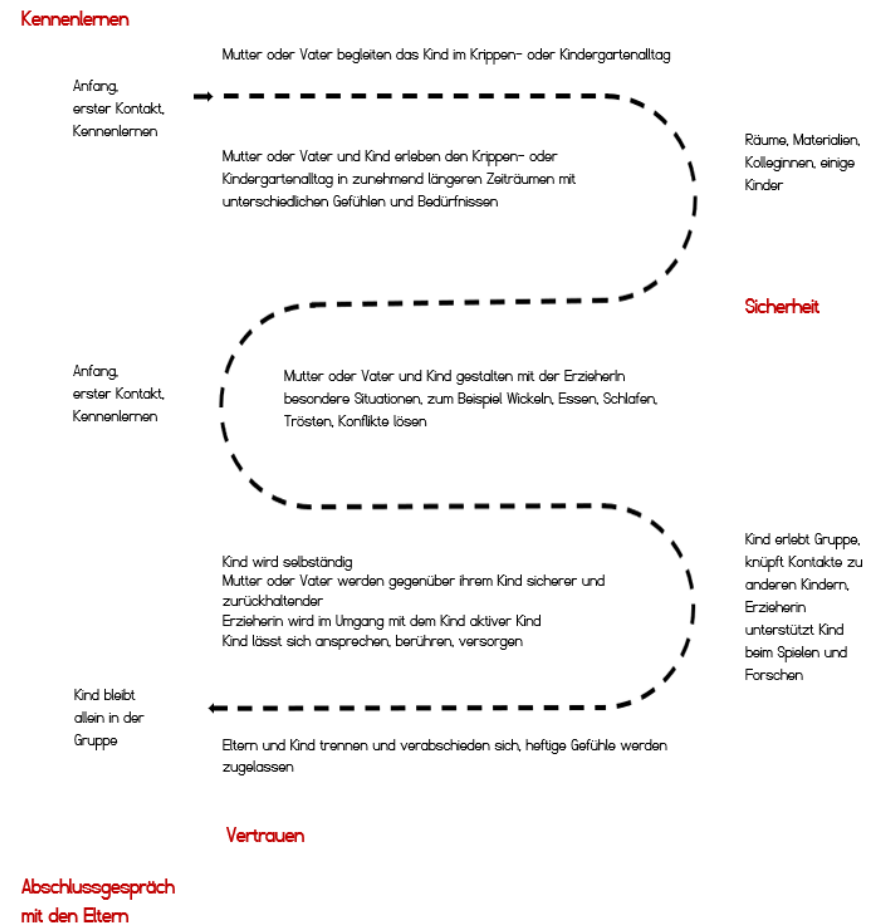 Kennenlernen
Mutter oder Vater begleiten das Kind im Krippen- oder Kindergartenalltag
Anfang,
erster Kontakt,
Kennenlernen
Mutter oder Vater und Kind erleben den Krippen- oder
Kindergartenalltag in zunehmend längeren Zeiträumen mit
unterschiedlichen Gefühlen und Bedürfnissen
Räume, Materialien,
Kolleginnen, einige
Kinder
Sicherheit
Anfang,
erster Kontakt,
Kennenlernen
Mutter oder Vater und Kind gestalten mit der ErzieherIn
besondere Situationen, zum Beispiel Wickeln, Essen, Schlafen,
Trösten, Konflikte lösen
Kind erlebt Gruppe,
knüpft Kontakte zu
anderen Kindern,
Erzieherin
unterstützt Kind
beim Spielen und
Forschen
Kind wird selbständig
Mutter oder Vater werden gegenüber ihrem Kind sicherer und
zurückhaltender
Erzieherin wird im Umgang mit dem Kind aktiver Kind
Kind lässt sich ansprechen, berühren, versorgen
Kind bleibt
allein in der
Gruppe
Eltern und Kind trennen und verabschieden sich, heftige Gefühle werden
zugelassen
Vertrauen
Abschlussgespräch
mit den Eltern